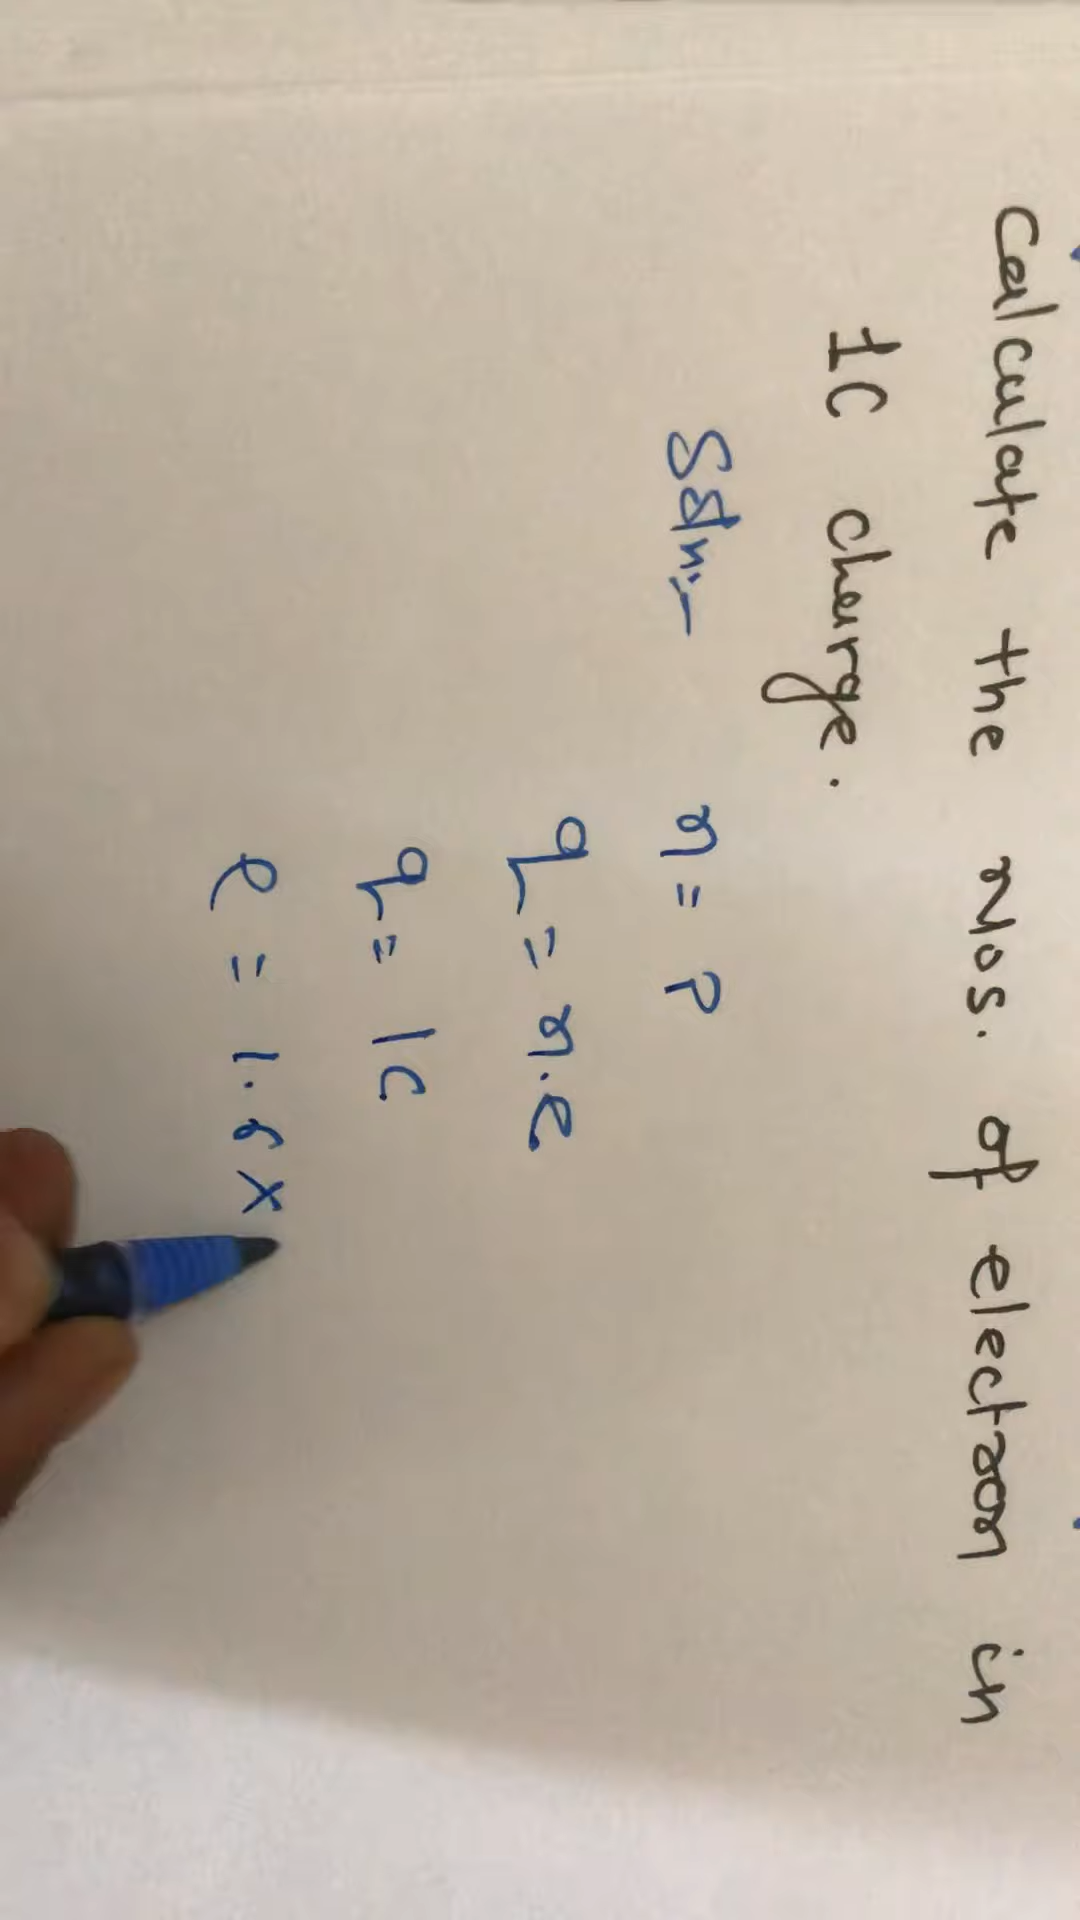 Calculate the Nos. of electron in
1C charge.
Soln:-
n = ?
q = n.e
q = 1C
e = 1.6 x